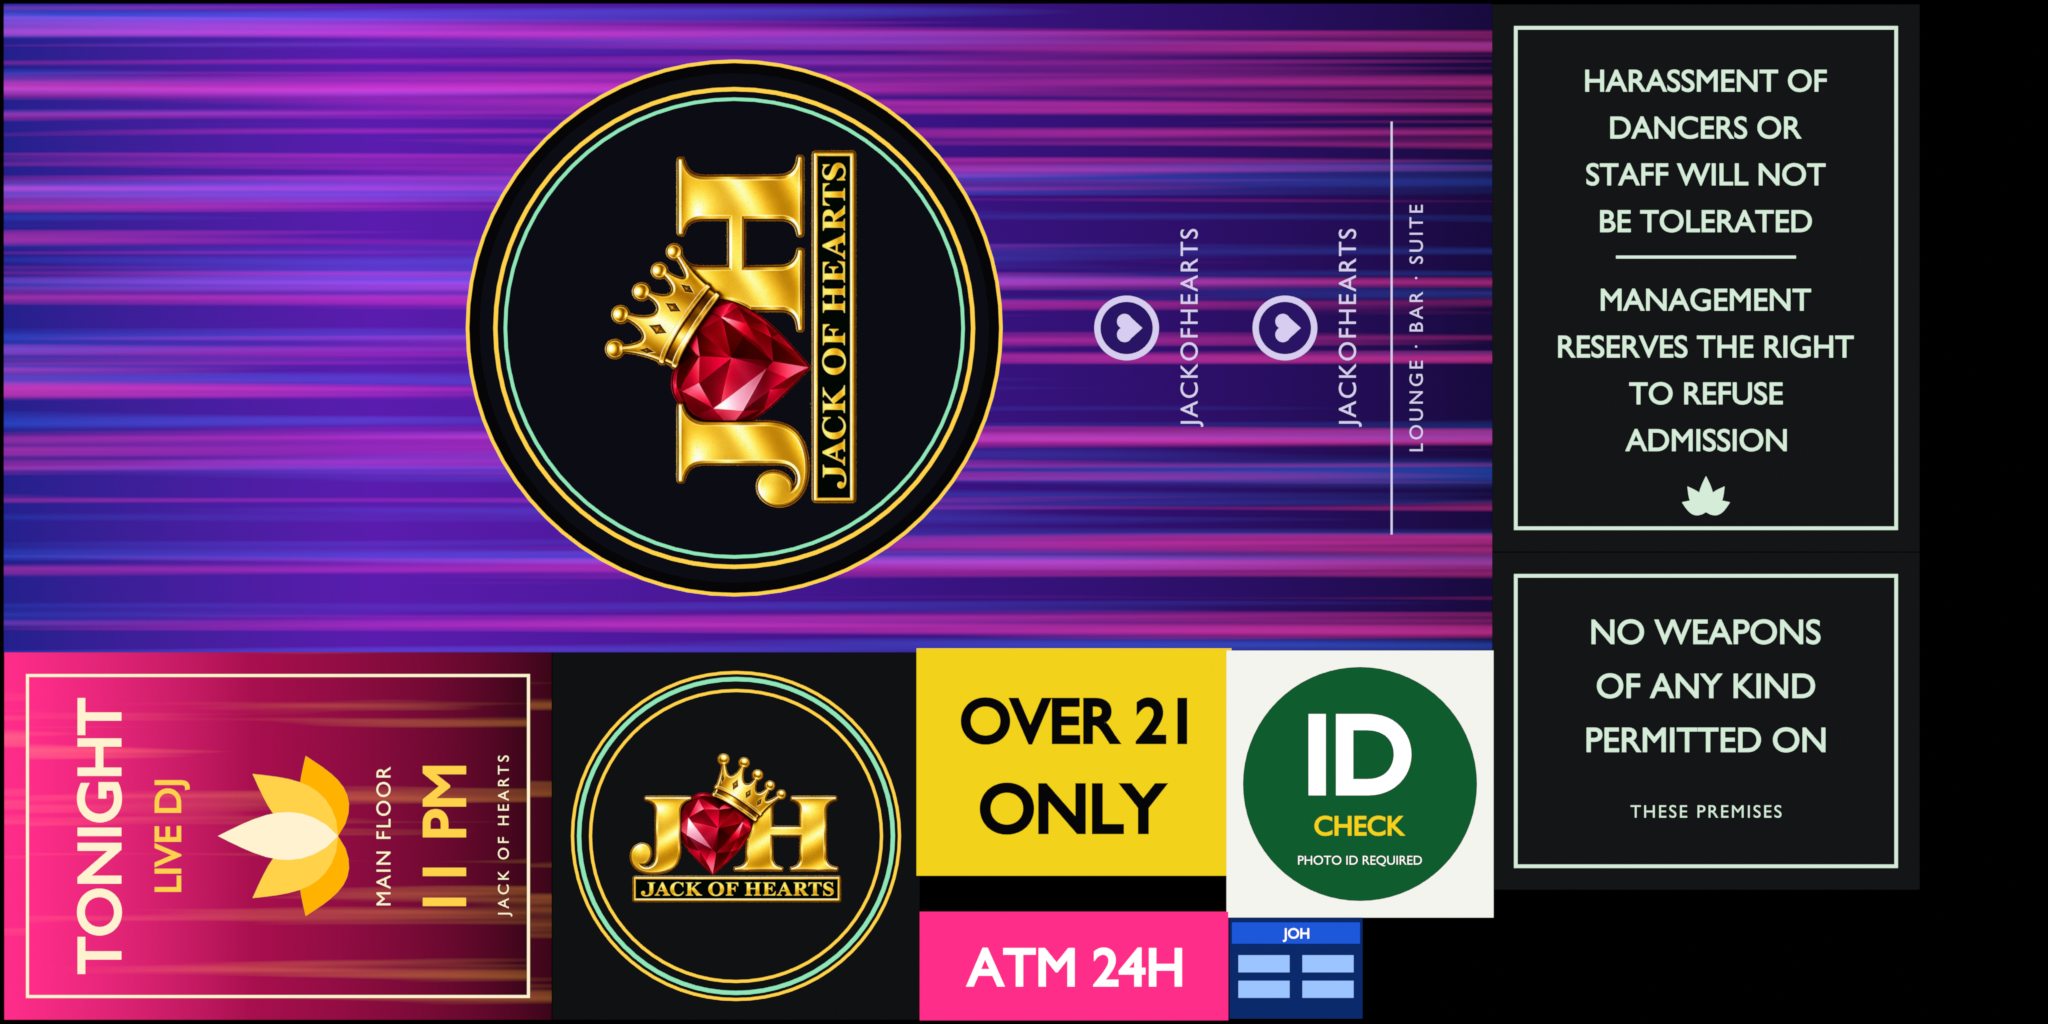 JH
JACK OF HEARTS
JACKOFHEARTS
JACKOFHEARTS
LOUNGE · BAR · SUITE
HARASSMENT OF
DANCERS OR
STAFF WILL NOT
BE TOLERATED
MANAGEMENT
RESERVES THE RIGHT
TO REFUSE
ADMISSION
NO WEAPONS
OF ANY KIND
PERMITTED ON
THESE PREMISES
TONIGHT
LIVE DJ
MAIN FLOOR
11 PM
JACK OF HEARTS
JH
JACK OF HEARTS
OVER 21
ONLY
ATM 24H
ID
CHECK
PHOTO ID REQUIRED
JOH